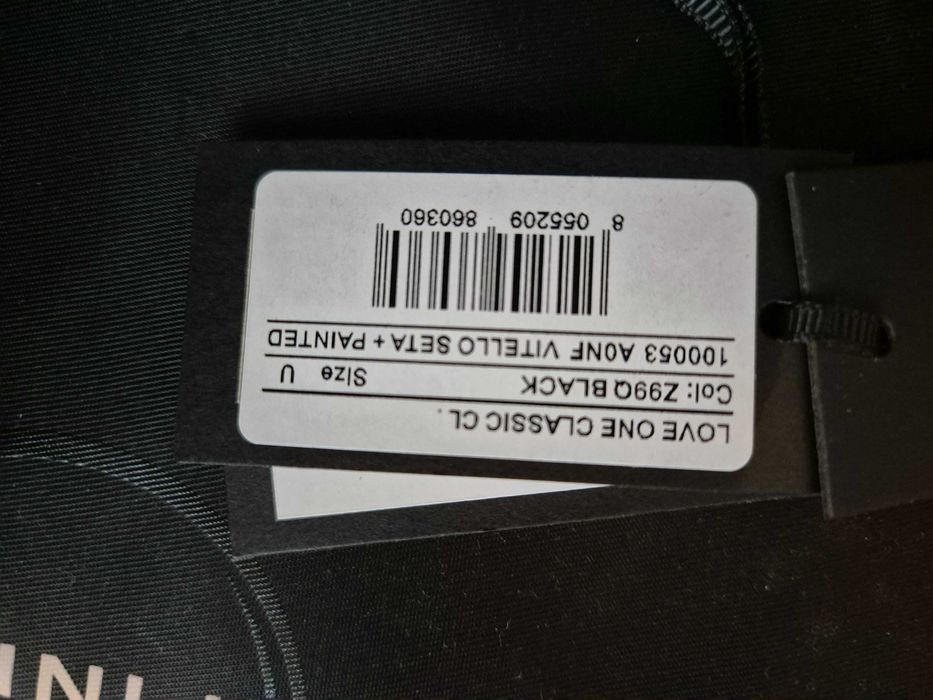 LOVE ONE CLASSIC CL.
Col: Z99Q BLACK Size U
100053 A0NF VITELLO SETA + PAINTED
8 055209 860360